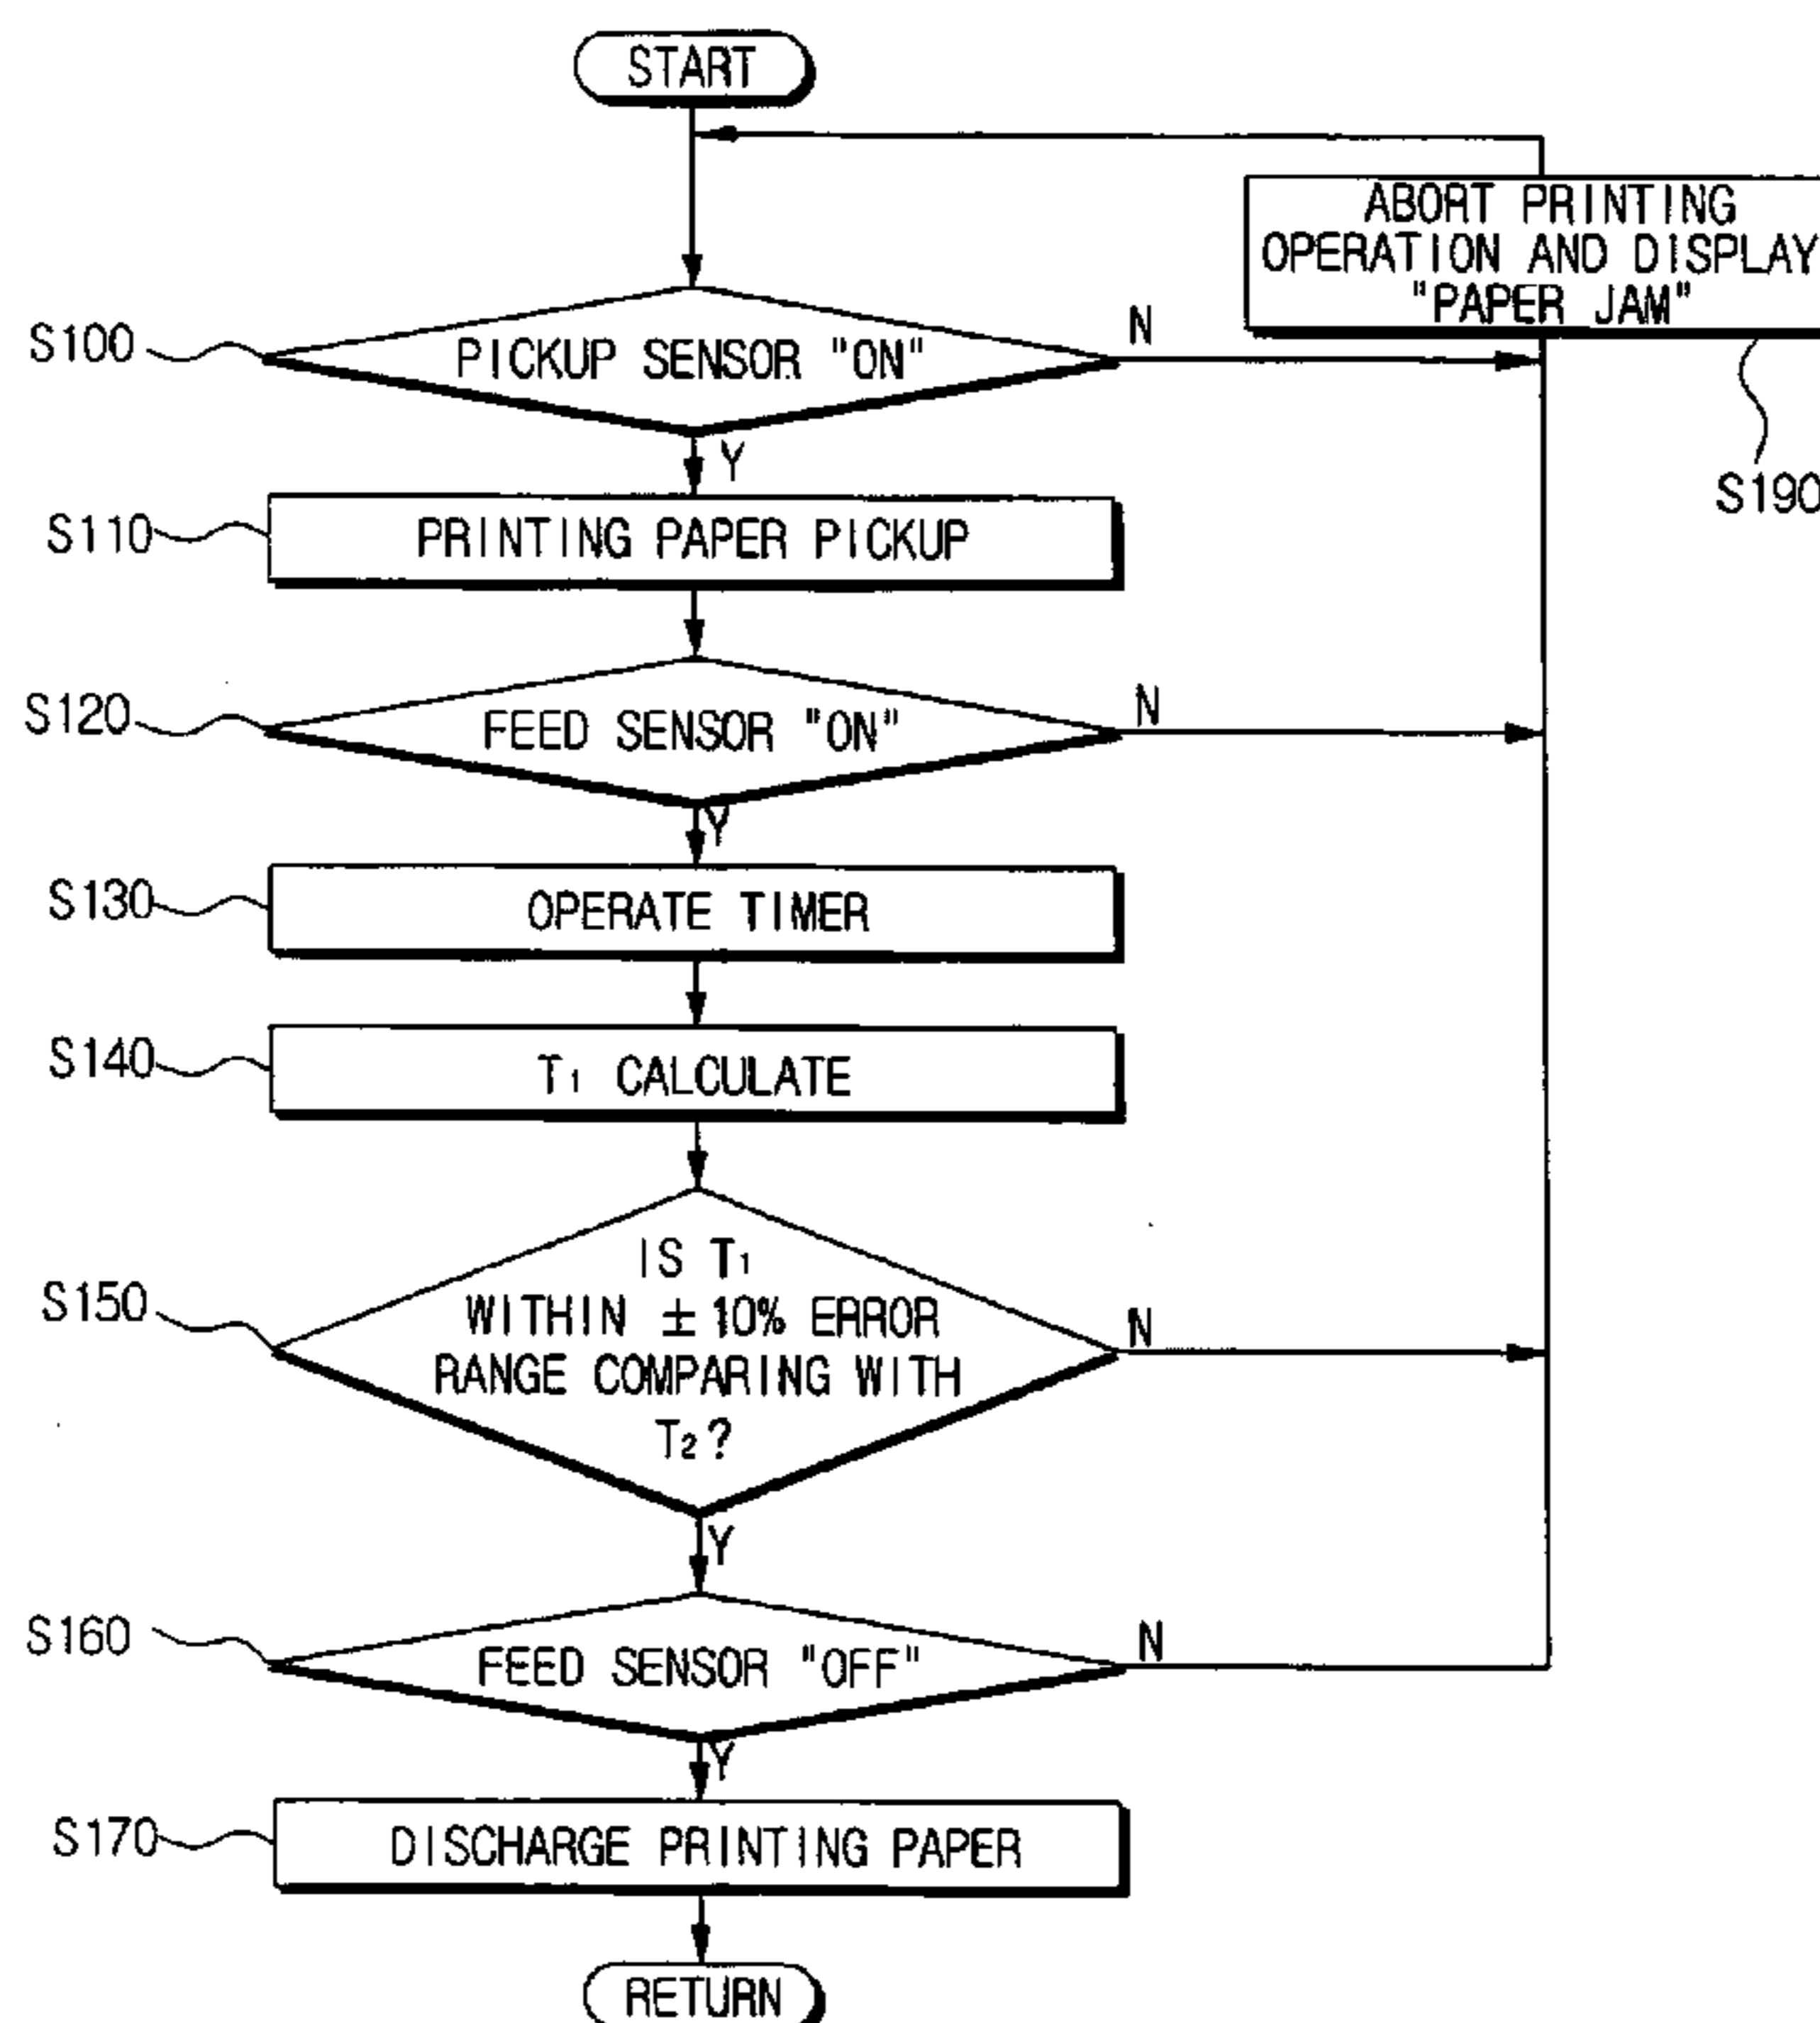 START
ABORT PRINTING
OPERATION AND DISPLAY
"PAPER JAM"
S190
S100
PICKUP SENSOR "ON"
N
Y
S110
PRINTING PAPER PICKUP
S120
FEED SENSOR "ON"
N
Y
S130
OPERATE TIMER
S140
T₁ CALCULATE
S150
IS T₁
WITHIN ± 10% ERROR
RANGE COMPARING WITH
T₂?
N
Y
S160
FEED SENSOR "OFF"
N
Y
S170
DISCHARGE PRINTING PAPER
RETURN